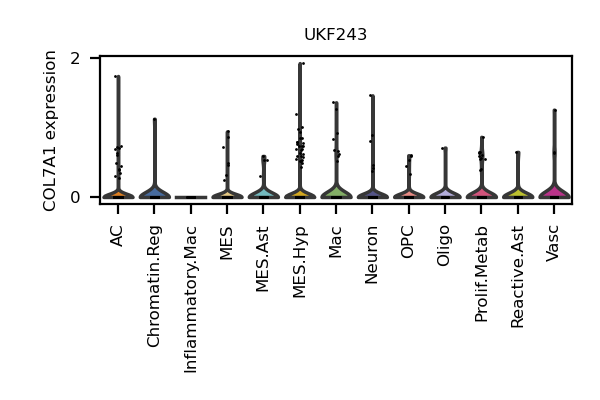 UKF243
COL7A1 expression
2
0
AC
Chromatin.Reg
Inflammatory.Mac
MES
MES.Ast
MES.Hyp
Mac
Neuron
OPC
Oligo
Prolif.Metab
Reactive.Ast
Vasc